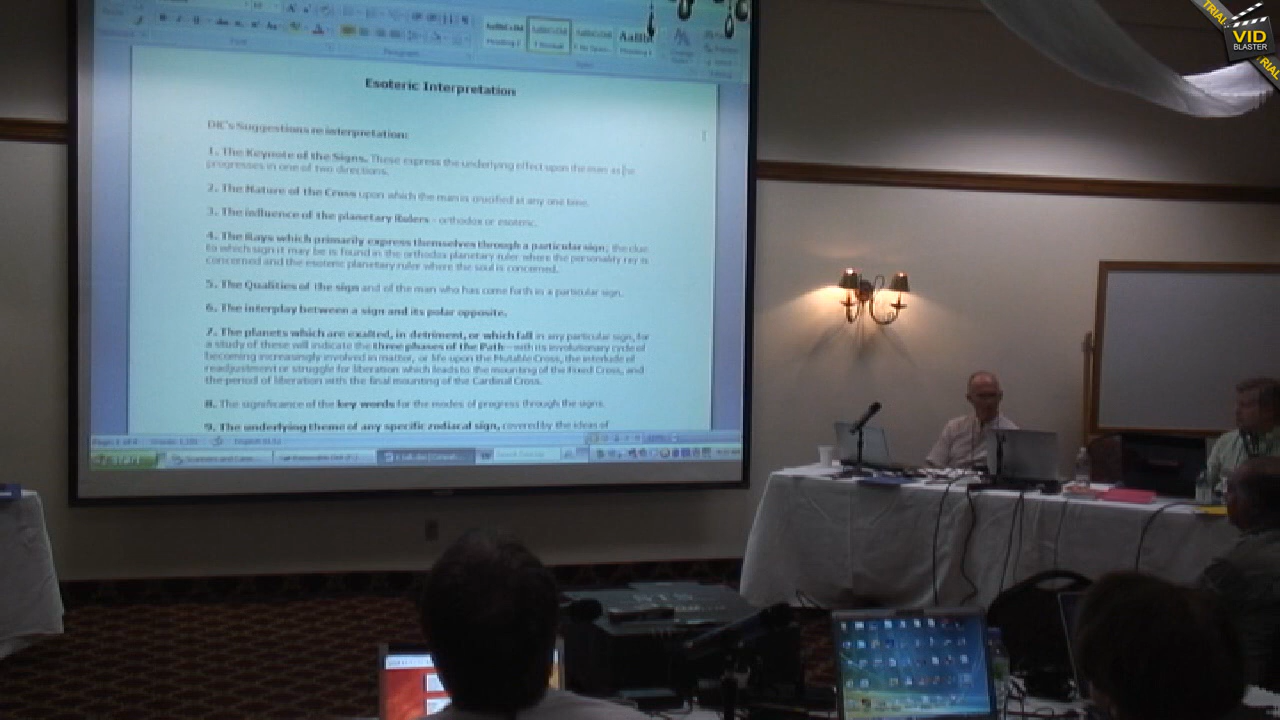 TRIAL
VID
BLASTER
TRIAL
Esoteric Interpretation
DK's Suggestions re interpretation:
1. The Keynote of the Signs. These express the underlying effect upon the man as he
progresses in one of two directions.
2. The Nature of the Cross upon which the man is crucified at any one time.
3. The influence of the planetary Rulers - orthodox or esoteric.
4. The Rays which primarily express themselves through a particular sign; the clue
to which sign it may be is found in the orthodox planetary ruler where the personality ray is
concerned and the esoteric planetary ruler where the soul is concerned.
5. The Qualities of the sign and of the man who has come forth in a particular sign.
6. The interplay between a sign and its polar opposite.
7. The planets which are exalted, in detriment, or which fall in any particular sign, for
a study of these will indicate the three phases of the Path—with its involutionary cycle of
becoming increasingly involved in matter, or life upon the Mutable Cross, the interlude of
readjustment or struggle for liberation which leads to the mounting of the Fixed Cross, and
the period of liberation with the final mounting of the Cardinal Cross.
8. The significance of the key words for the modes of progress through the signs.
9. The underlying theme of any specific zodiacal sign, covered by the ideas of